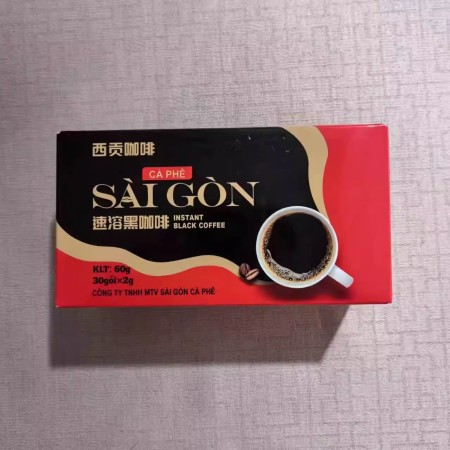 西贡咖啡
CÀ PHÊ
SÀI GÒN
速溶黑咖啡 INSTANT BLACK COFFEE
KLT: 60g
30gói×2g
CÔNG TY TNHH MTV SÀI GÒN CÀ PHÊ